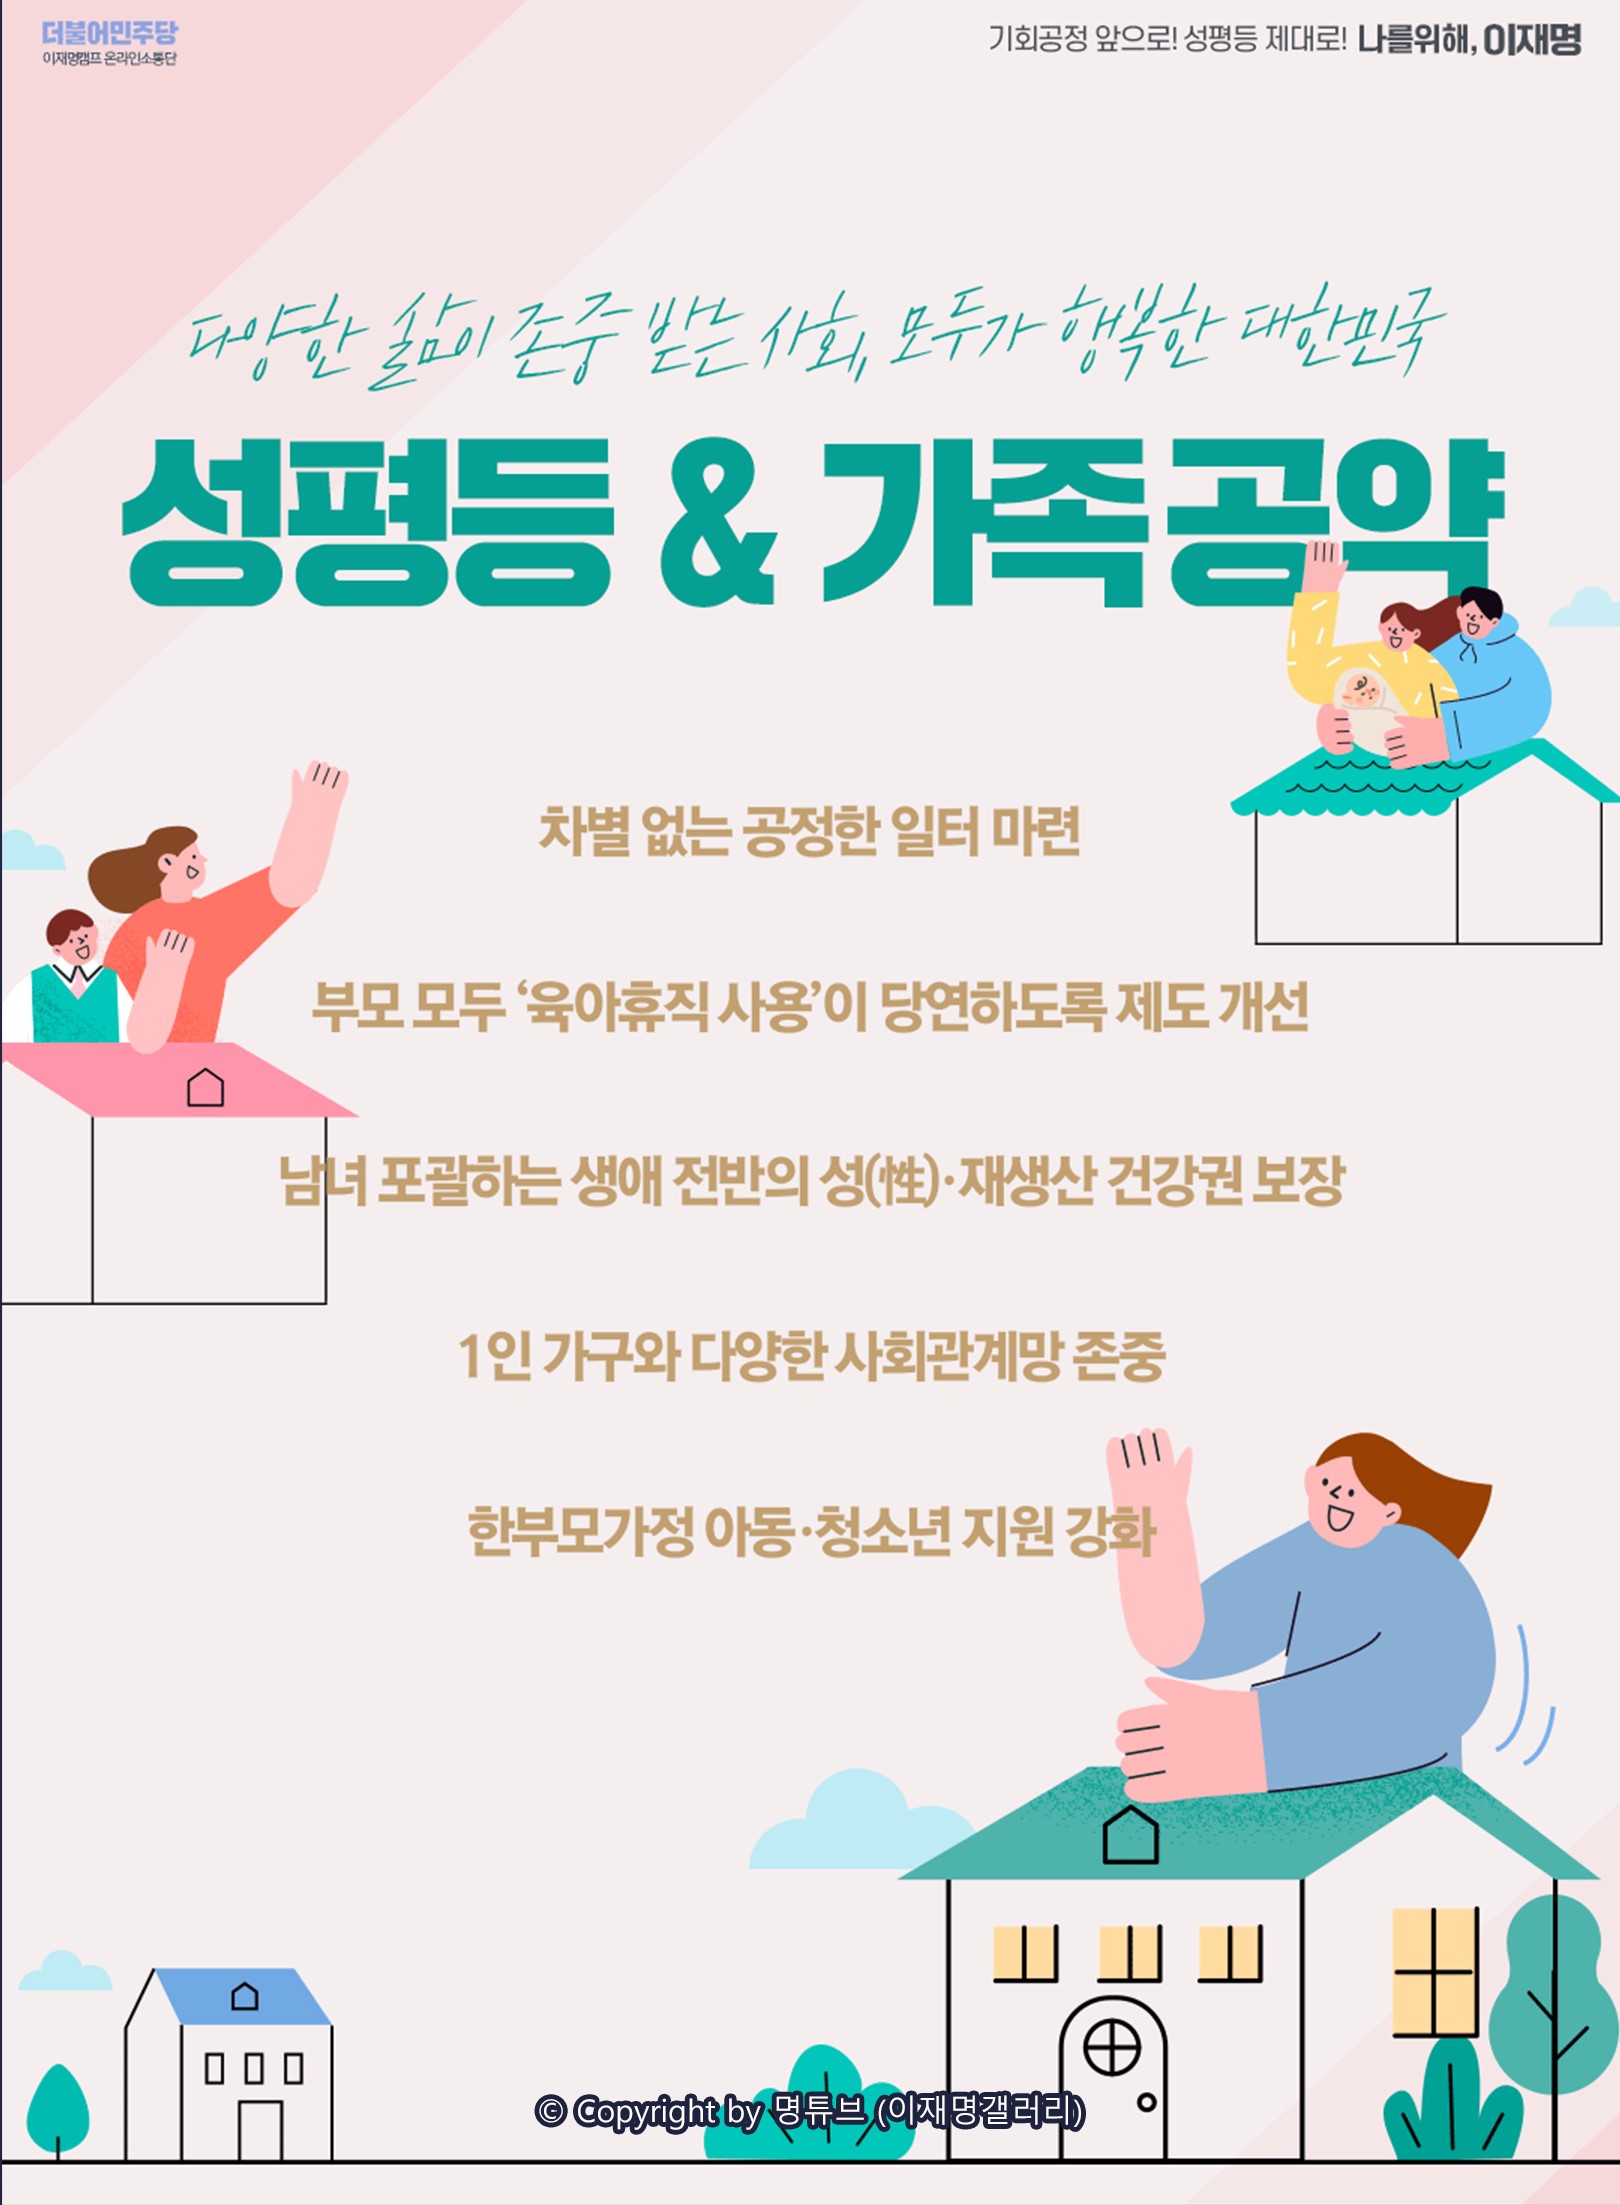 더불어민주당
이재명캠프 온라인소통단
기회공정 앞으로! 성평등 제대로! 나를위해, 이재명
다양한 삶이 존중 받는 사회, 모두가 행복한 대한민국
성평등 & 가족공약
차별 없는 공정한 일터 마련
부모 모두 ‘육아휴직 사용’이 당연하도록 제도 개선
남녀 포괄하는 생애 전반의 성(性)·재생산 건강권 보장
1인 가구와 다양한 사회관계망 존중
한부모가정 아동·청소년 지원 강화
© Copyright by 명튜브 (이재명갤러리)